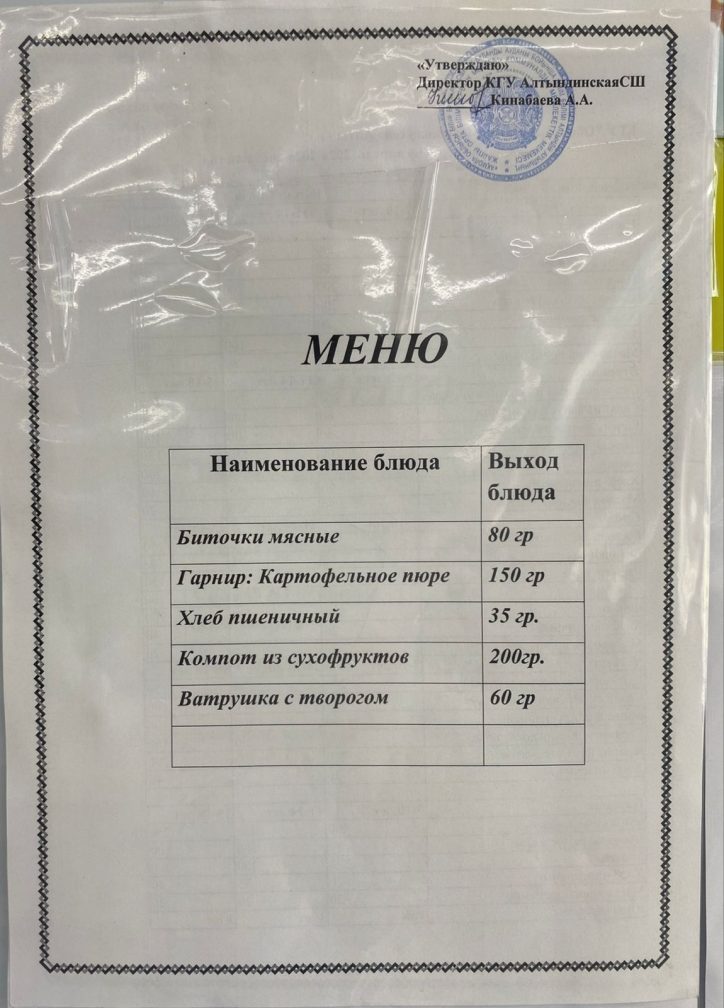 «Утверждаю»
Директор КГУ АлтындинскаяСШ
Кинабаева А.А.
МЕНЮ
Наименование блюда
Выход
блюда
Биточки мясные
80 гр
Гарнир: Картофельное пюре
150 гр
Хлеб пшеничный
35 гр.
Компот из сухофруктов
200гр.
Ватрушка с творогом
60 гр